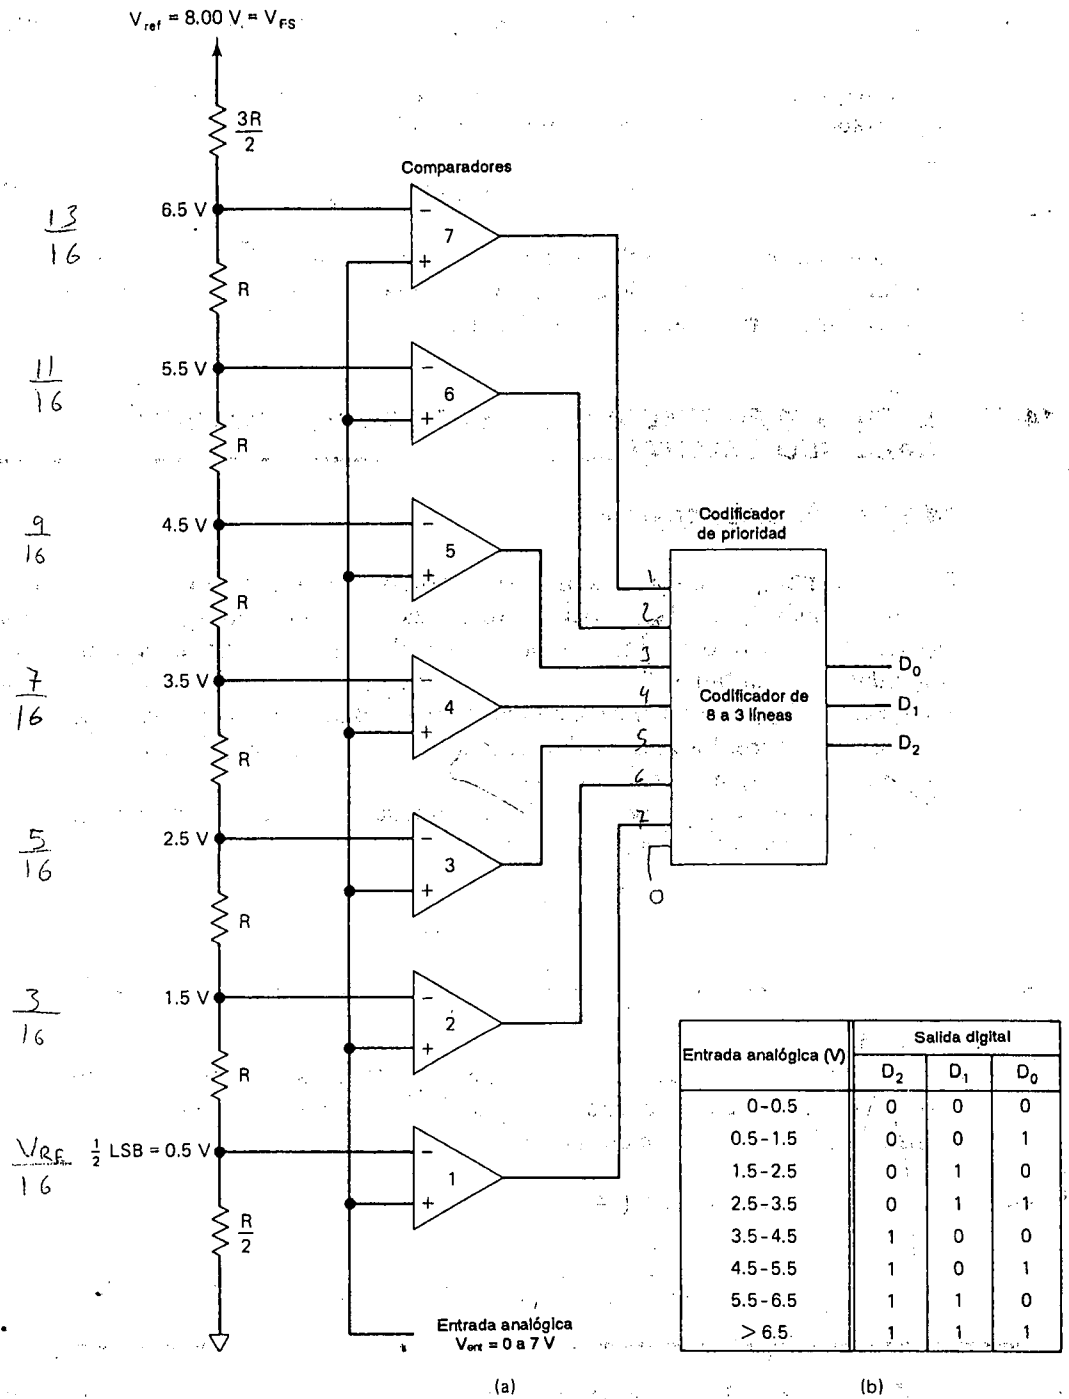 V ref = 8.00 V = V FS
3R
2
Comparadores
13
16
6.5 V
−
7
+
R
11
16
5.5 V
−
6
+
R
9
16
4.5 V
−
5
+
R
Codificador
de prioridad
1
2
3
4
5
6
7
0
Codificador de
8 a 3 líneas
D0
D1
D2
7
16
3.5 V
−
4
+
R
5
16
2.5 V
−
3
+
R
3
16
1.5 V
−
2
+
R
VRE
16
1/2 LSB = 0.5 V
−
1
+
R
2
Entrada analógica
Vent = 0 a 7 V
(a)
Entrada analógica (V) Salida digital
D2 D1 D0
0-0.5 0 0 0
0.5-1.5 0 0 1
1.5-2.5 0 1 0
2.5-3.5 0 1 1
3.5-4.5 1 0 0
4.5-5.5 1 0 1
5.5-6.5 1 1 0
> 6.5 1 1 1
(b)